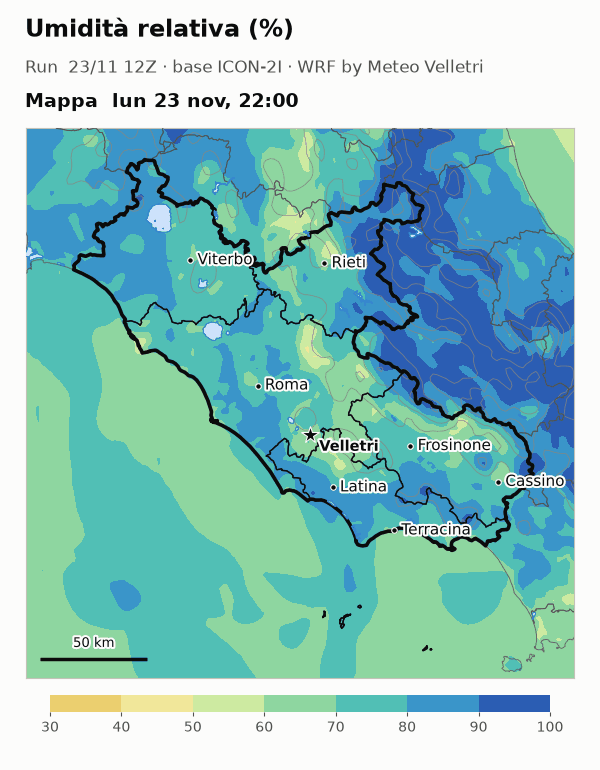 Umidità relativa (%)
Run  23/11 12Z · base ICON-2I · WRF by Meteo Velletri
Mappa  lun 23 nov, 22:00
Viterbo
Rieti
Roma
Velletri
Frosinone
Cassino
Latina
Terracina
50 km
30 40 50 60 70 80 90 100